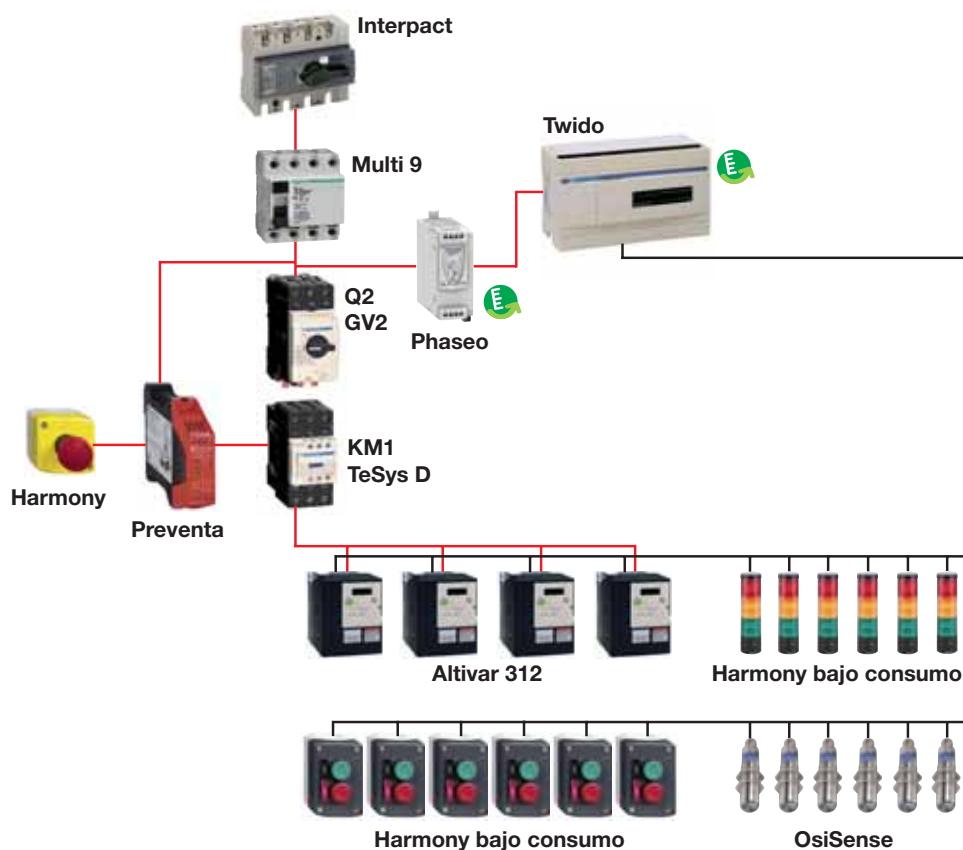 Interpact
Multi 9
Twido
Q2
GV2
Phaseo
KM1
TeSys D
Harmony
Preventa
Altivar 312
Harmony bajo consumo
Harmony bajo consumo
OsiSense